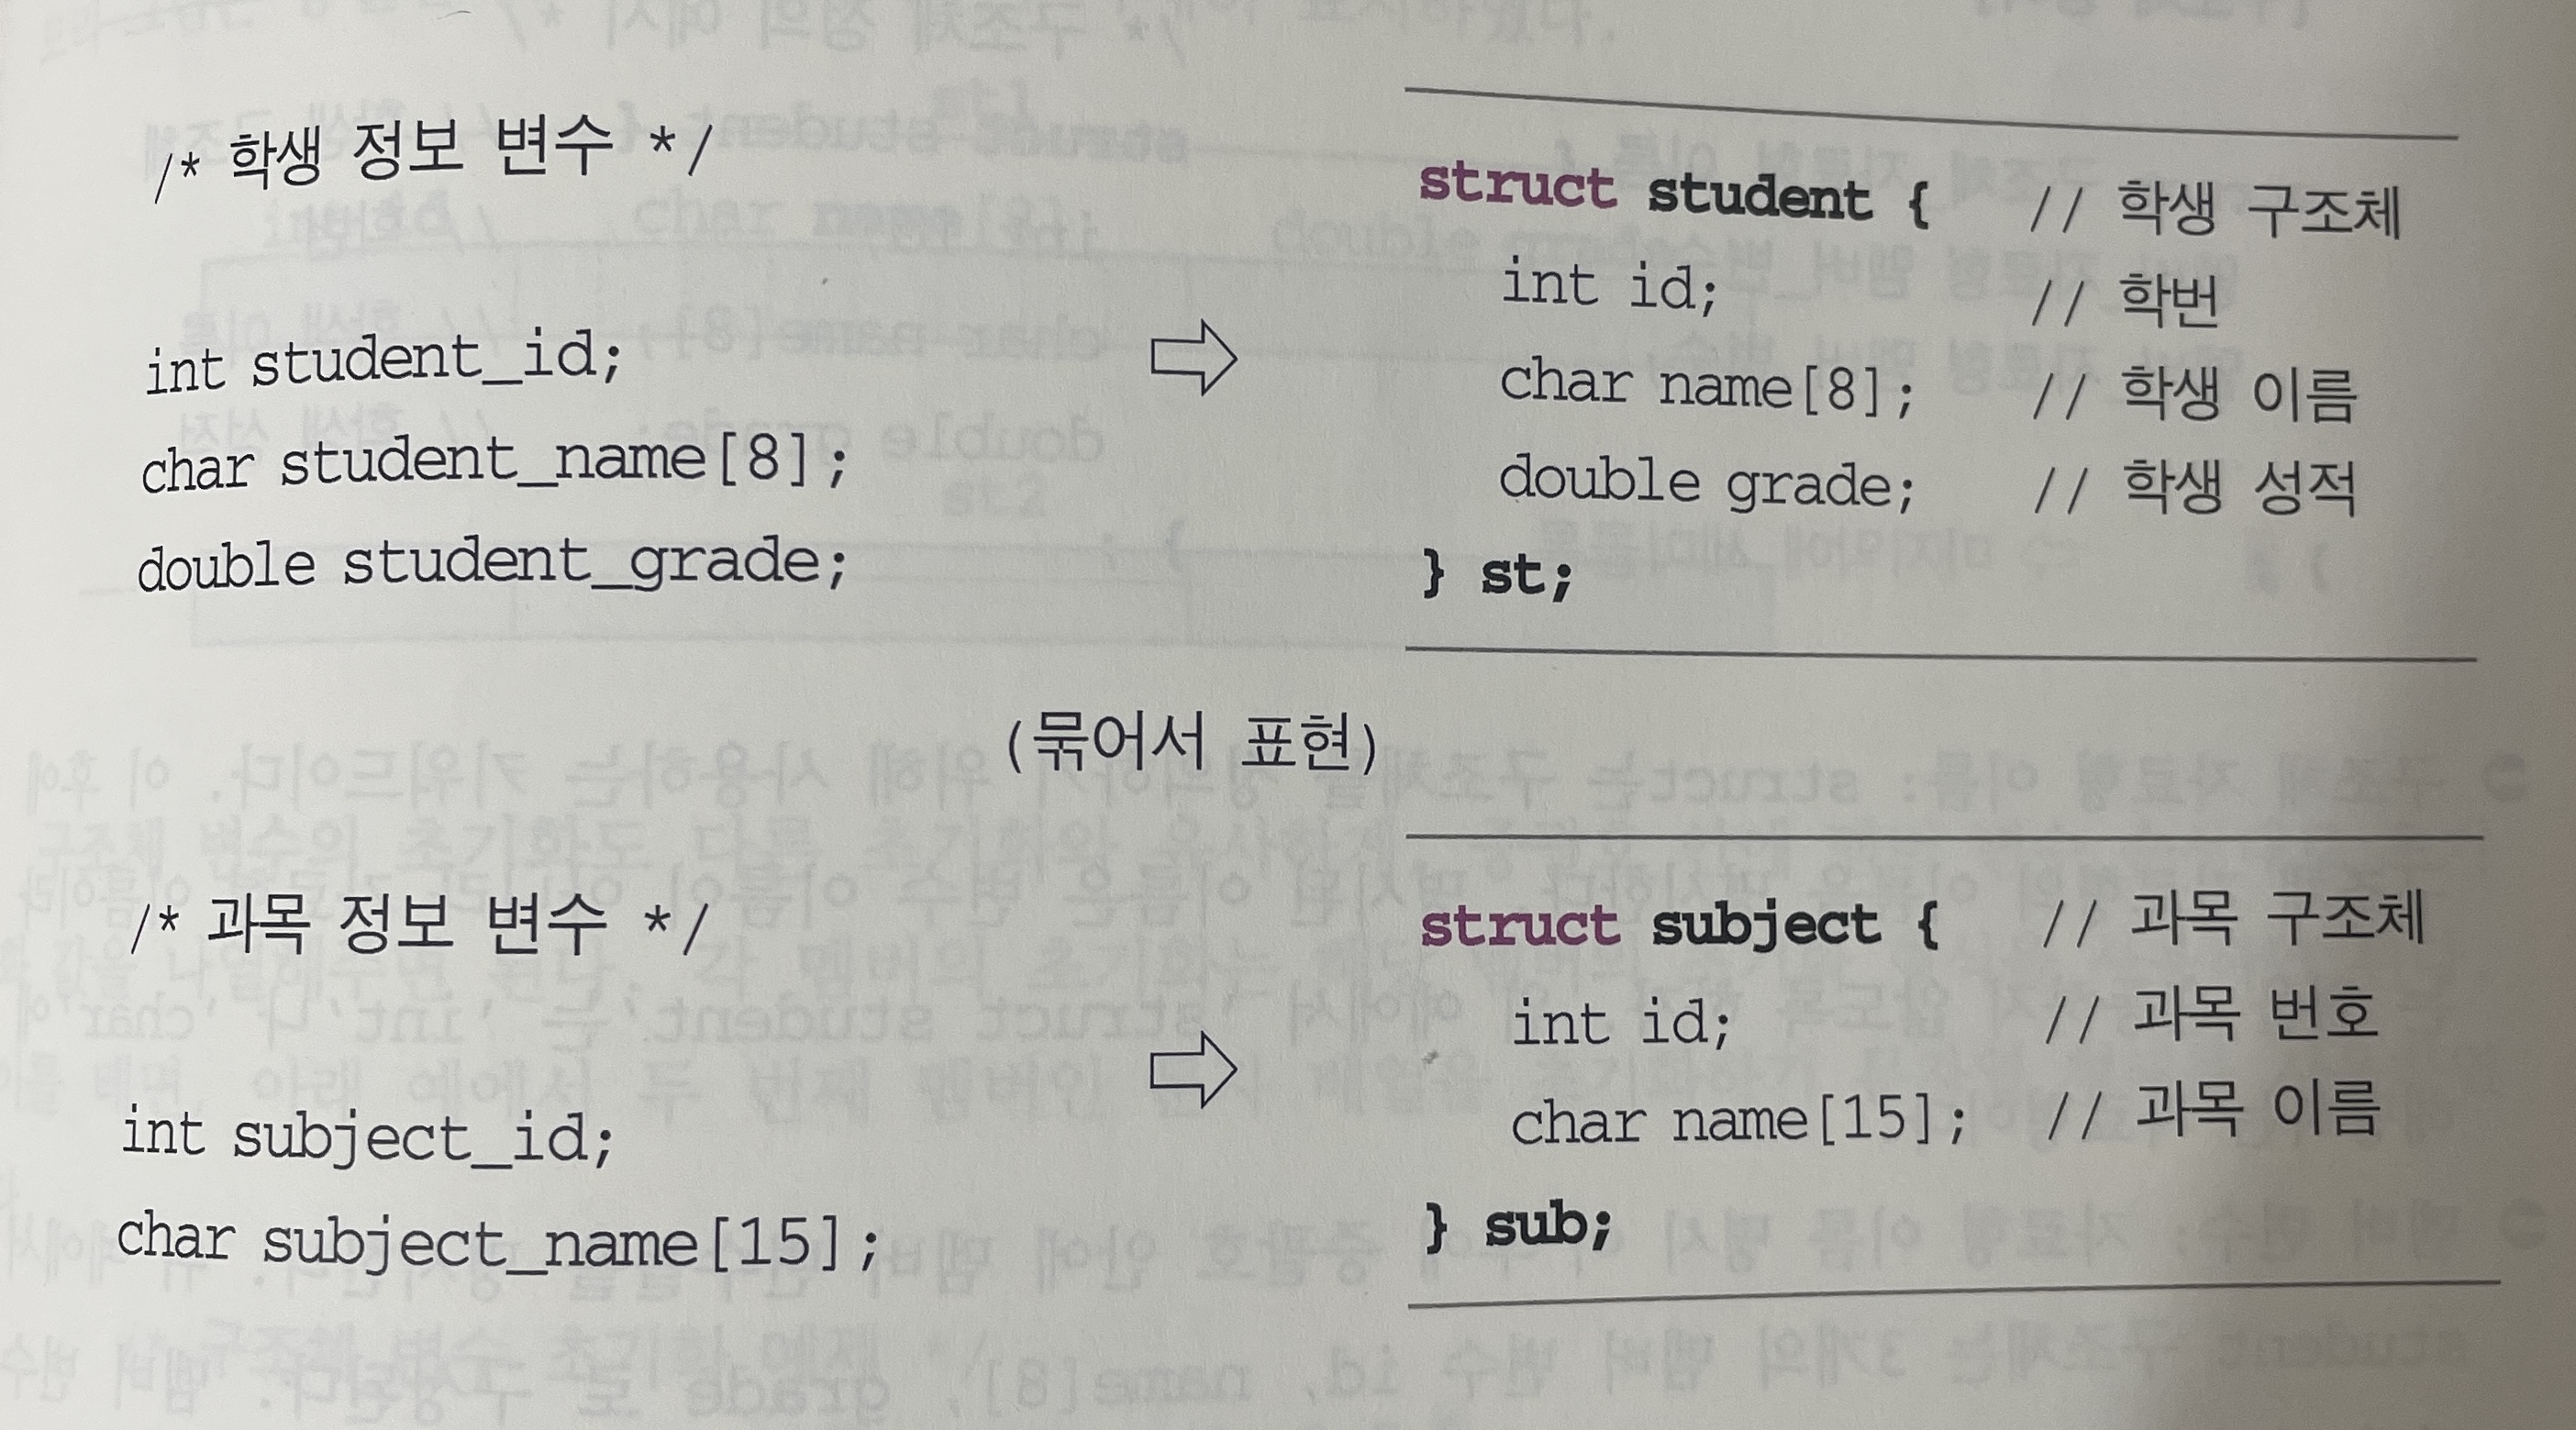 /* 학생 정보 변수 */
int student_id;
char student_name[8];
double student_grade;
struct student { // 학생 구조체
int id; // 학번
char name[8]; // 학생 이름
double grade; // 학생 성적
} st;
(묶어서 표현)
/* 과목 정보 변수 */
int subject_id;
char subject_name[15];
struct subject { // 과목 구조체
int id; // 과목 번호
char name[15]; // 과목 이름
} sub;